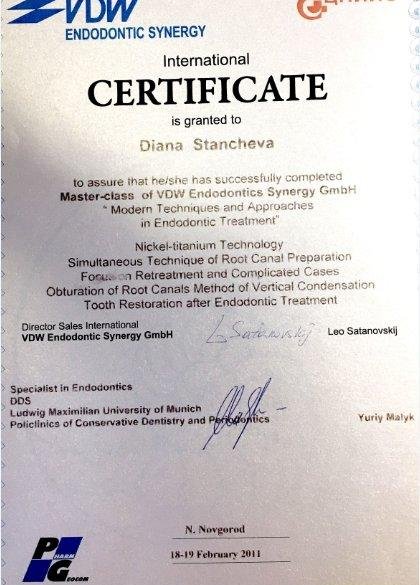 VDW
ENDODONTIC SYNERGY
International
CERTIFICATE
is granted to
Diana Stancheva
to assure that he/she has successfully completed
Master-class of VDW Endodontics Synergy GmbH
" Modern Techniques and Approaches
in Endodontic Treatment"
Nickel-titanium Technology
Simultaneous Technique of Root Canal Preparation
Focus on Retreatment and Complicated Cases
Obturation of Root Canals Method of Vertical Condensation
Tooth Restoration after Endodontic Treatment
Director Sales International
VDW Endodontic Synergy GmbH
L Satanovskij
Leo Satanovskij
Specialist in Endodontics
DDS
Ludwig Maximilian University of Munich
Policlinics of Conservative Dentistry and Periodontics
Yuriy Malyk
N. Novgorod
18-19 February 2011
PHARM
GEOCOM